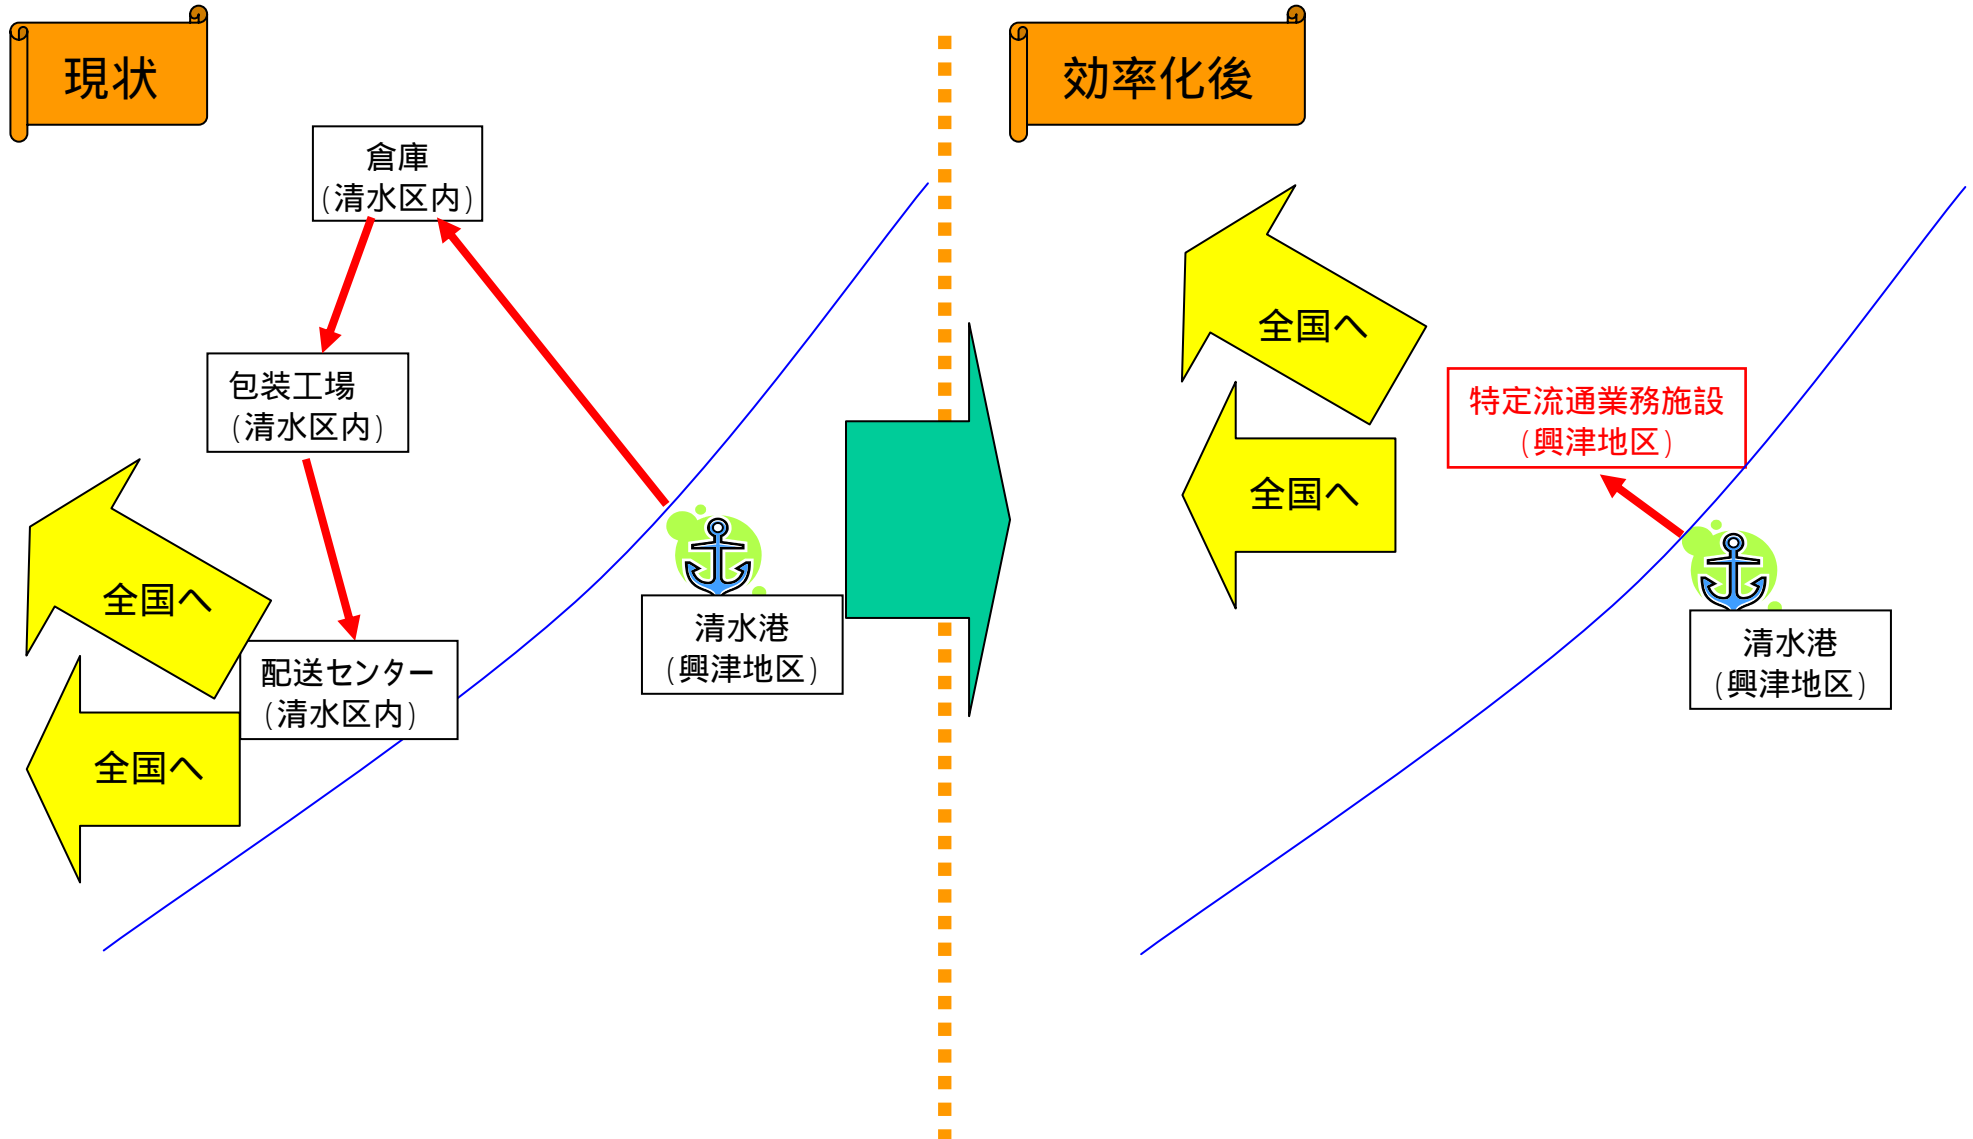 現状
倉庫
(清水区内)
包装工場
(清水区内)
全国へ
配送センター
(清水区内)
全国へ
清水港
(興津地区)
効率化後
全国へ
全国へ
特定流通業務施設
(興津地区)
清水港
(興津地区)